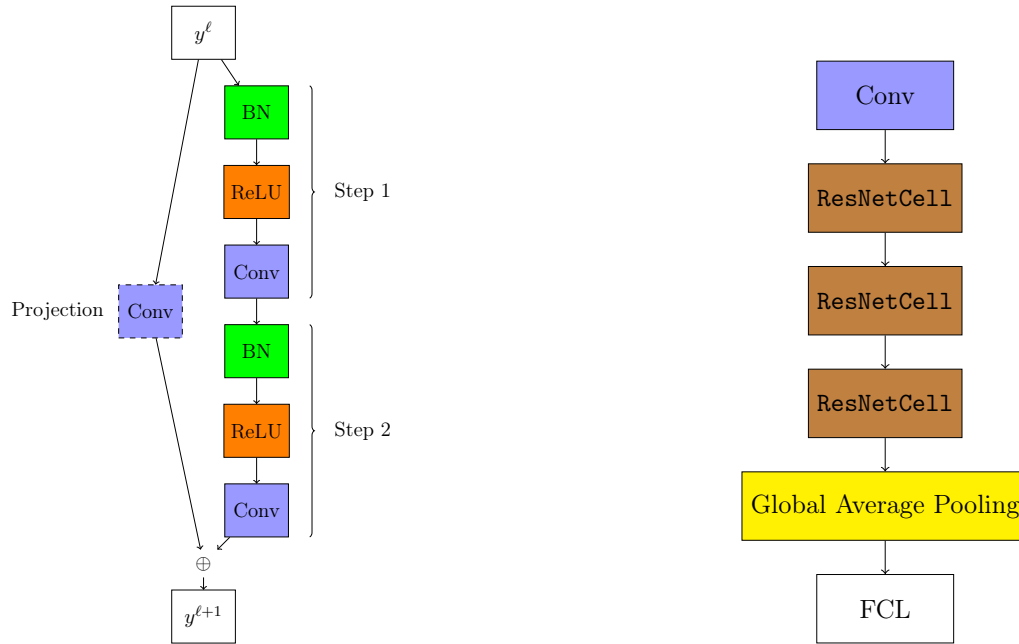 y^ℓ
BN
ReLU
Step 1
Conv
Projection
Conv
BN
ReLU
Step 2
Conv
⊕
y^{ℓ+1}
Conv
ResNetCell
ResNetCell
ResNetCell
Global Average Pooling
FCL